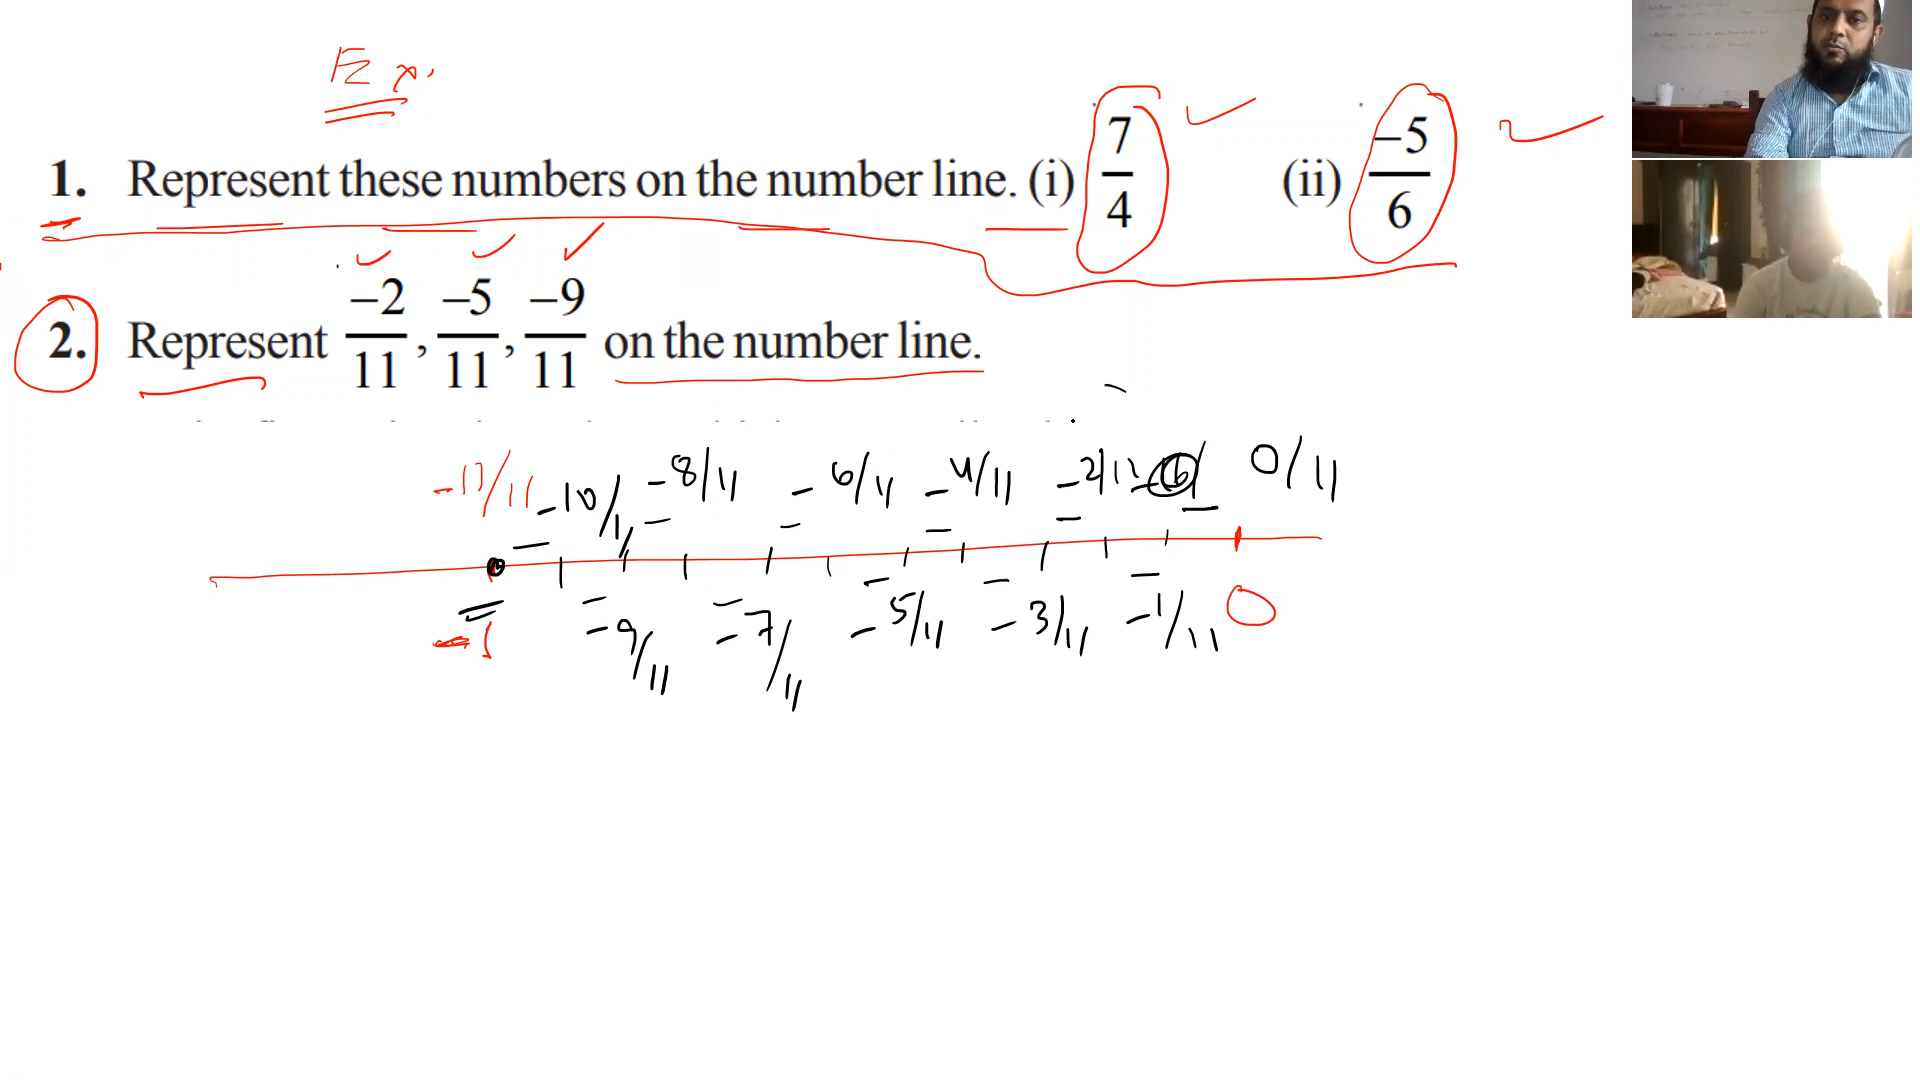 Ex.
1. Represent these numbers on the number line. (i) 7/4 (ii) -5/6
2. Represent -2/11, -5/11, -9/11 on the number line.
-11/11 -10/11 -8/11 -6/11 -4/11 -2/11 0/11
-1 -9/11 -7/11 -5/11 -3/11 -1/11 0